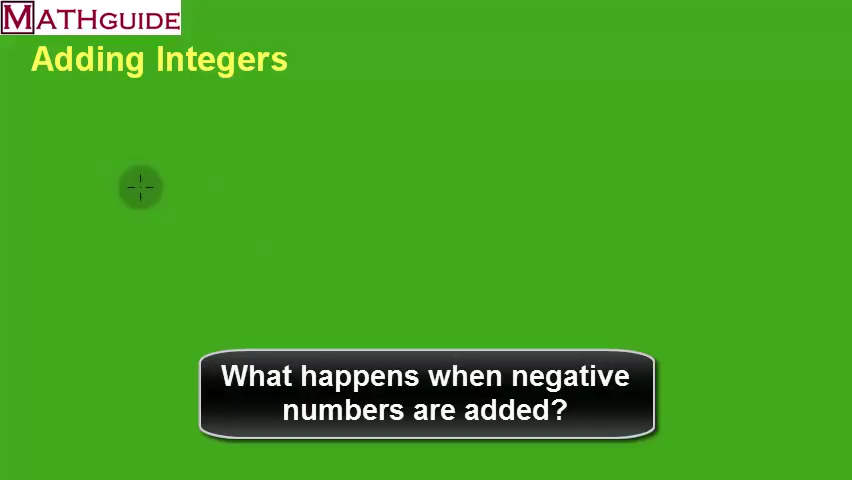 MATHGUIDE
Adding Integers
What happens when negative
numbers are added?